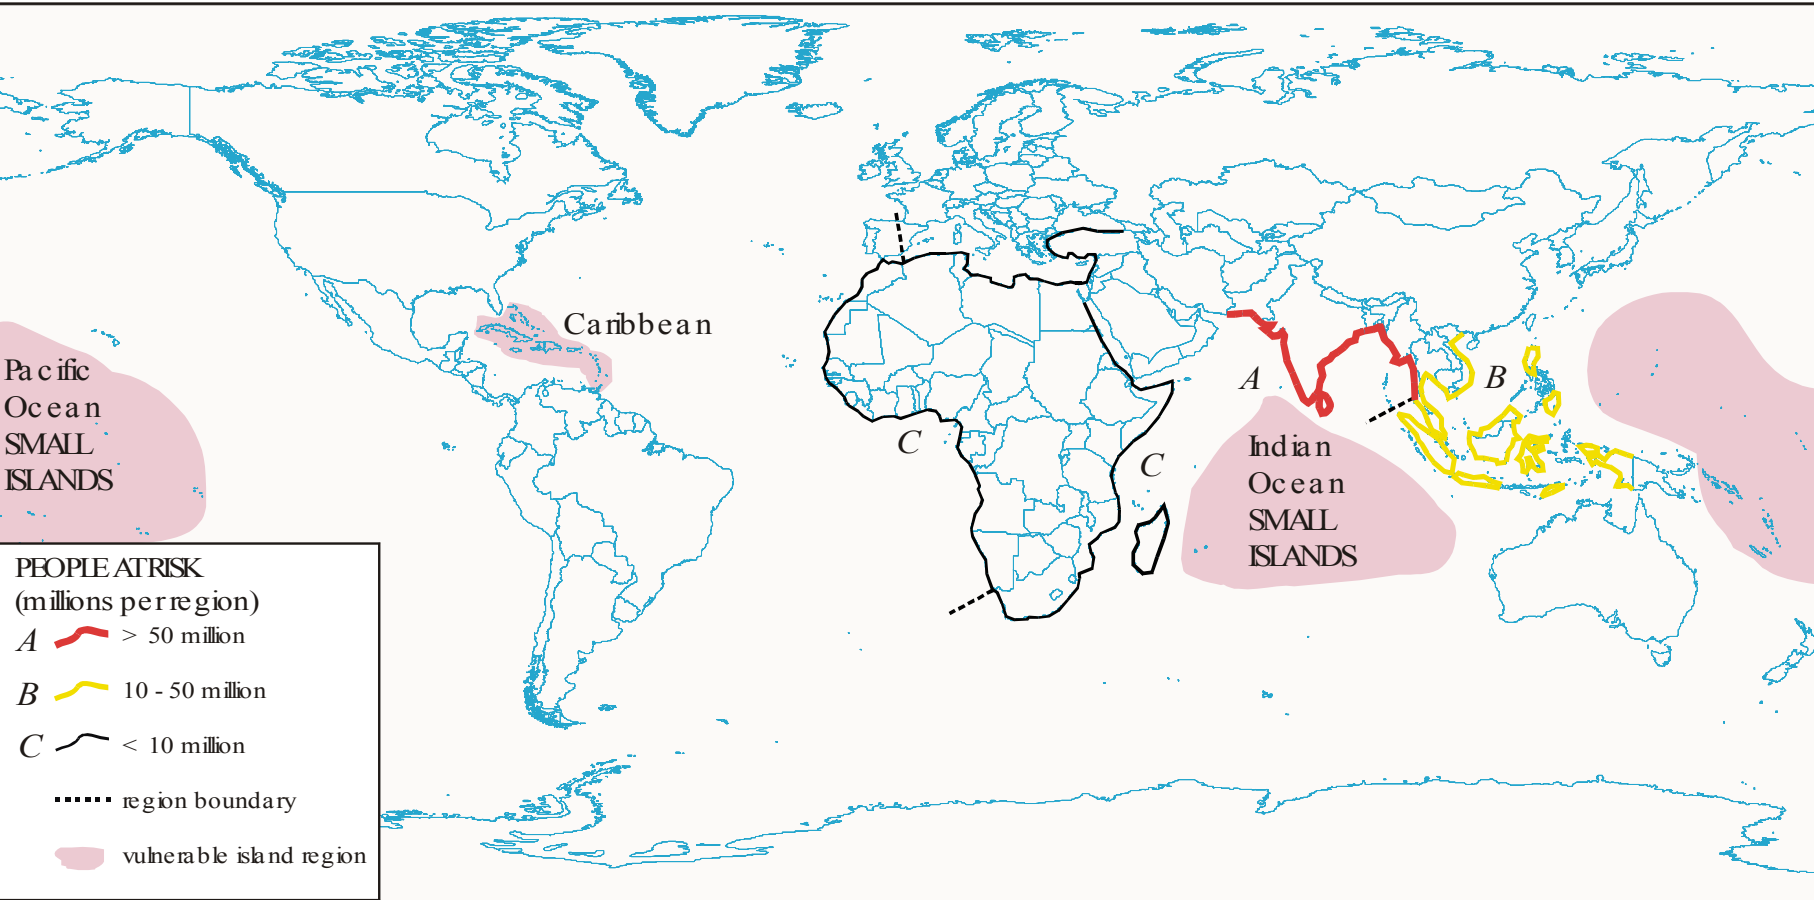 Caribbean
Pacific
Ocean
SMALL
ISLANDS
A
B
C
C
Indian
Ocean
SMALL
ISLANDS
PEOPLE AT RISK
(millions per region)
A > 50 million
B 10 - 50 million
C < 10 million
region boundary
vulnerable island region